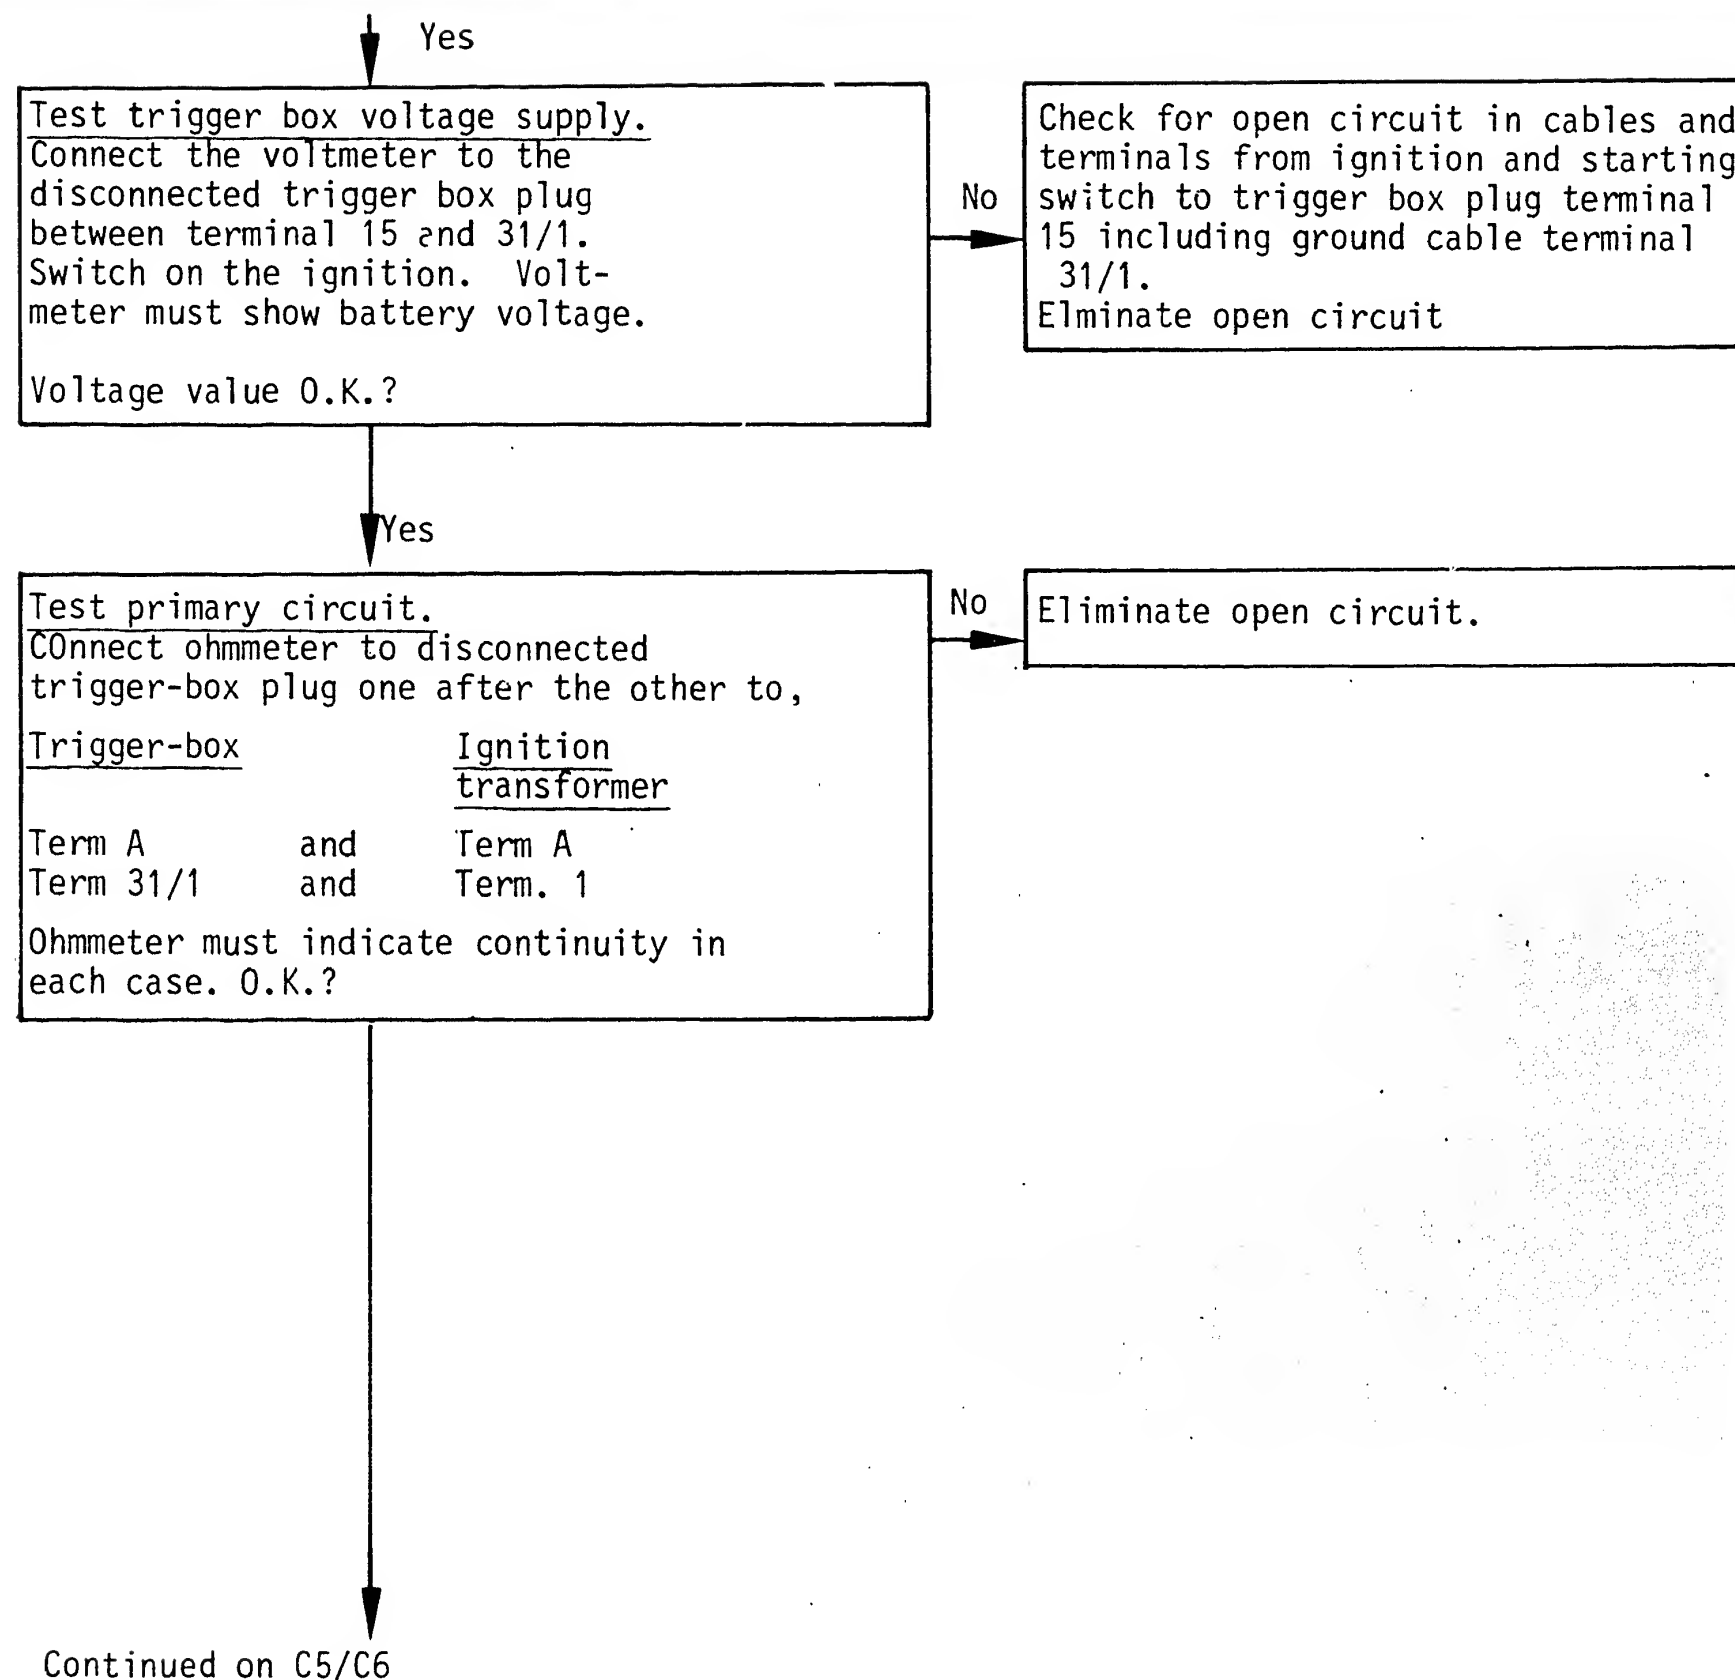 Yes
Test trigger box voltage supply.
Connect the voltmeter to the
disconnected trigger box plug
between terminal 15 and 31/1.
Switch on the ignition. Volt-
meter must show battery voltage.
Voltage value O.K.?
No
Check for open circuit in cables and
terminals from ignition and starting
switch to trigger box plug terminal
15 including ground cable terminal
31/1.
Elminate open circuit
Yes
Test primary circuit.
COnnect ohmmeter to disconnected
trigger-box plug one after the other to,
Trigger-box Ignition
transformer
Term A and Term A
Term 31/1 and Term. 1
Ohmmeter must indicate continuity in
each case. O.K.?
No
Eliminate open circuit.
Continued on C5/C6